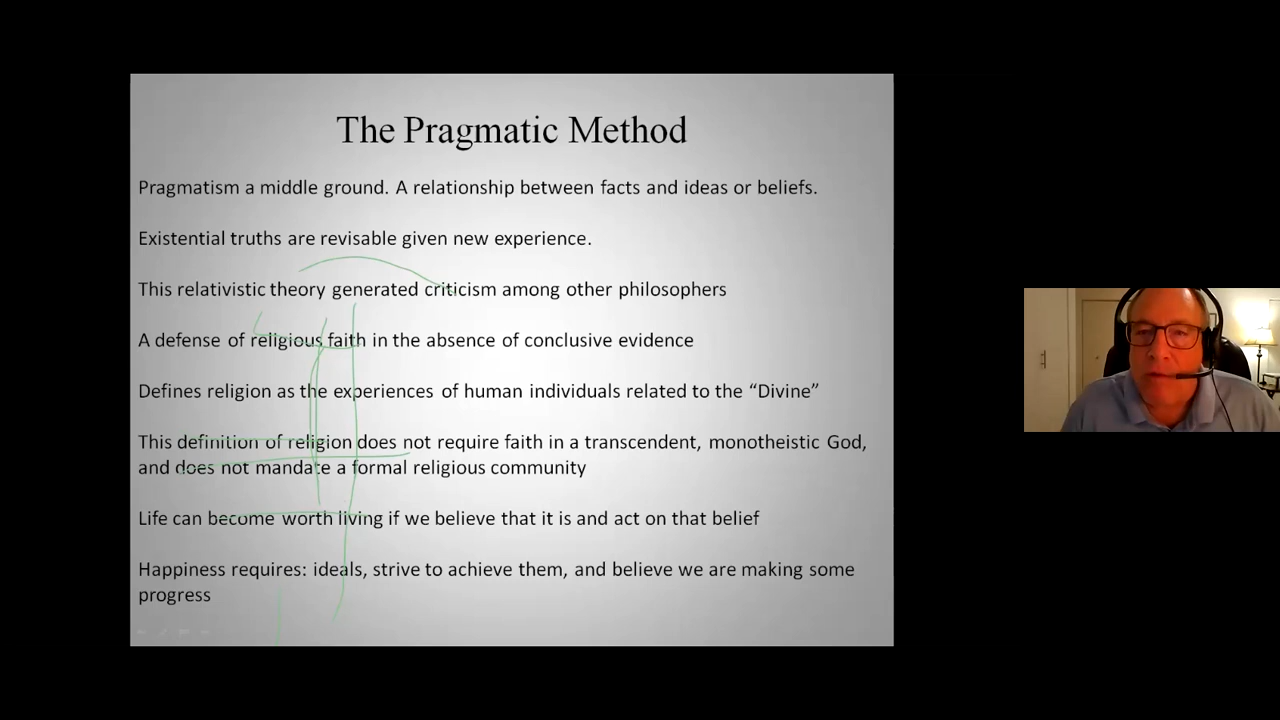 The Pragmatic Method
Pragmatism a middle ground. A relationship between facts and ideas or beliefs.
Existential truths are revisable given new experience.
This relativistic theory generated criticism among other philosophers
A defense of religious faith in the absence of conclusive evidence
Defines religion as the experiences of human individuals related to the “Divine”
This definition of religion does not require faith in a transcendent, monotheistic God,
and does not mandate a formal religious community
Life can become worth living if we believe that it is and act on that belief
Happiness requires: ideals, strive to achieve them, and believe we are making some
progress